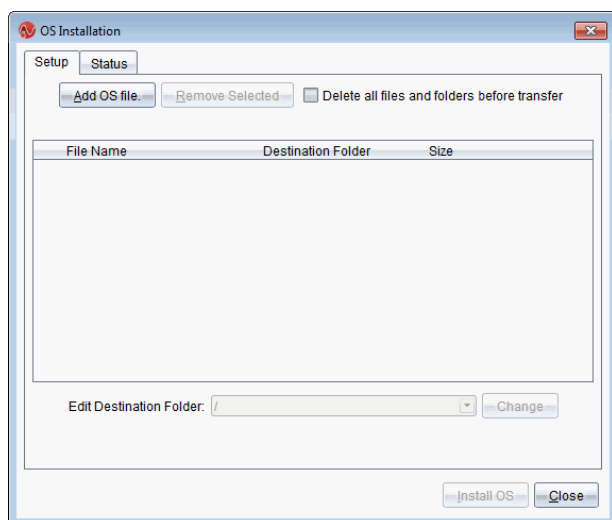 OS Installation
Setup Status
Add OS file. Remove Selected Delete all files and folders before transfer
File Name Destination Folder Size
Edit Destination Folder: / Change
Install OS Close